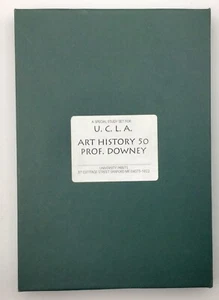 A SPECIAL STUDY SET FOR
U. C. L. A.
ART HISTORY 50
PROF. DOWNEY
UNIVERSITY PRINTS